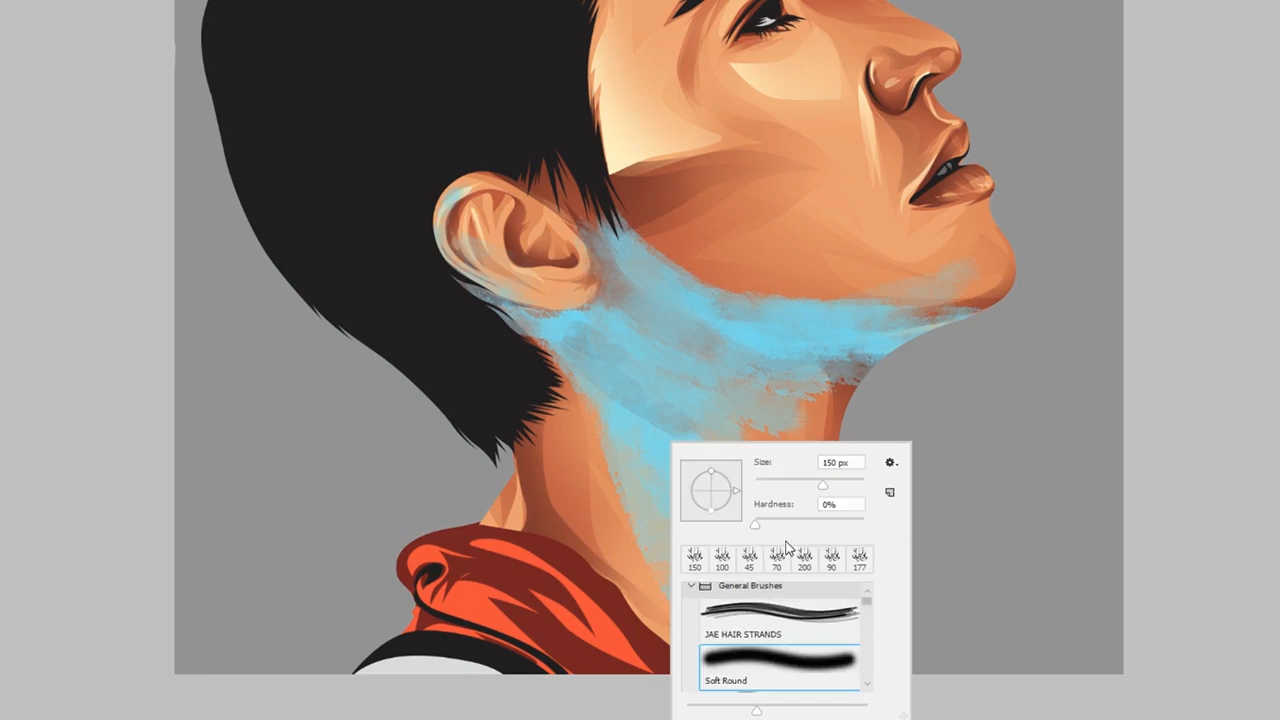 Size:
150 px
Hardness:
0%
150 100 45 70 200 90 177
General Brushes
JAE HAIR STRANDS
Soft Round